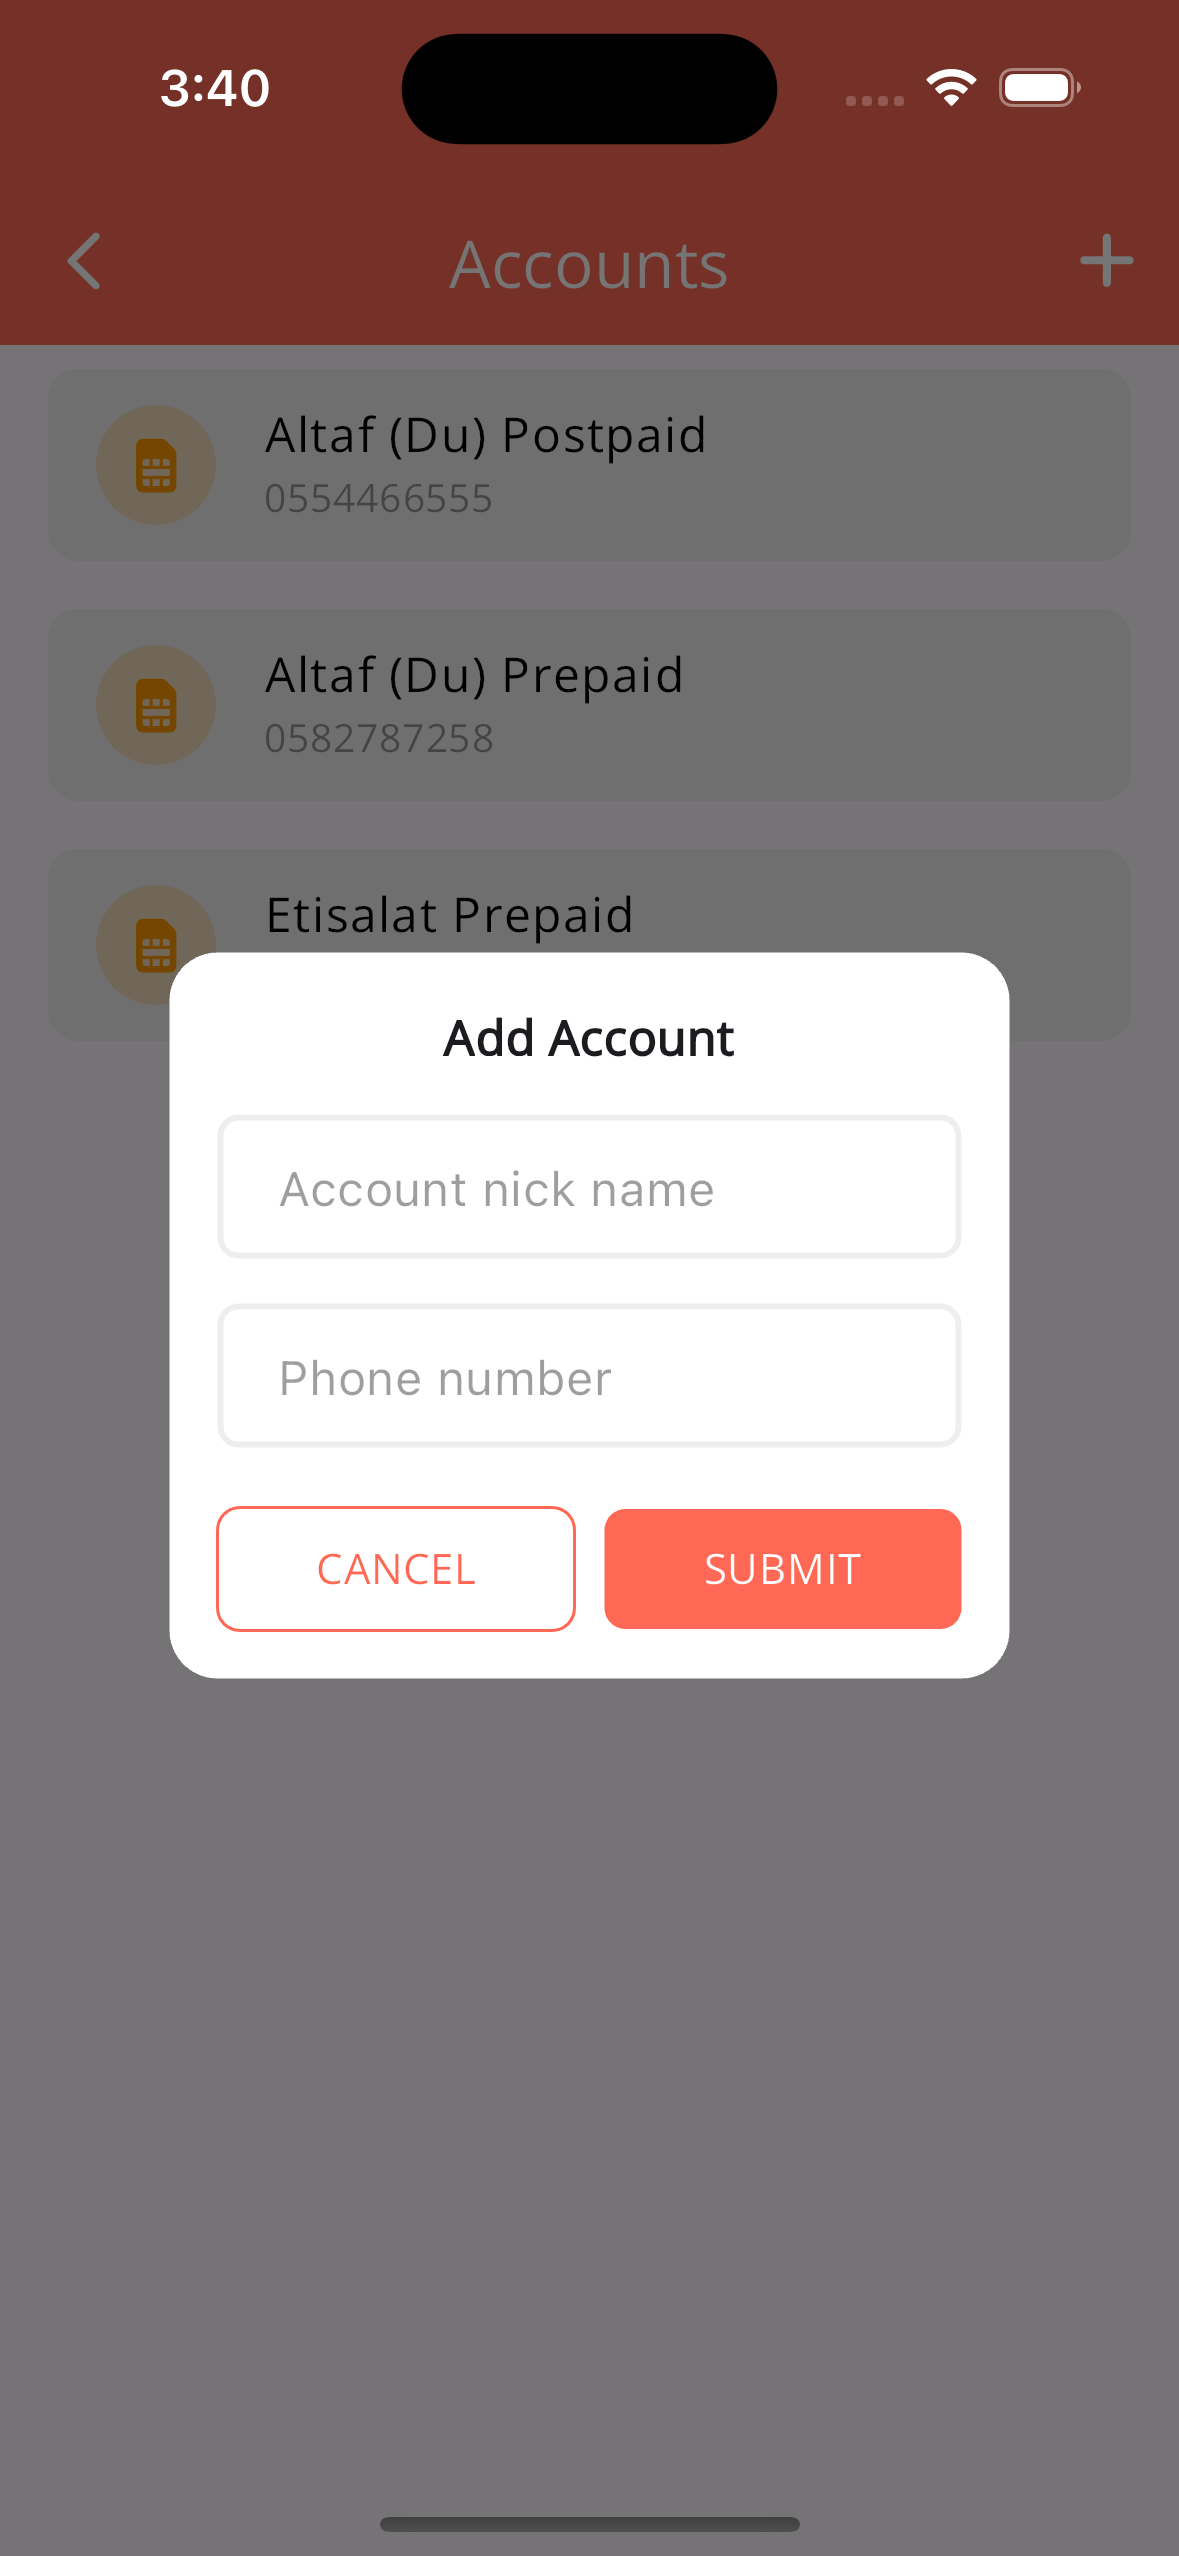 3:40
Accounts
Altaf (Du) Postpaid
0554466555
Altaf (Du) Prepaid
0582787258
Etisalat Prepaid
Add Account
Account nick name
Phone number
CANCEL
SUBMIT